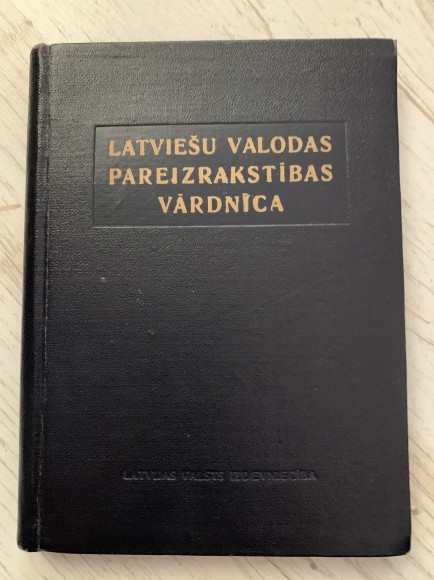 LATVIEŠU VALODAS
PAREIZRAKSTĪBAS
VĀRDNĪCA
LATVIJAS VALSTS IZDEVNIECĪBA